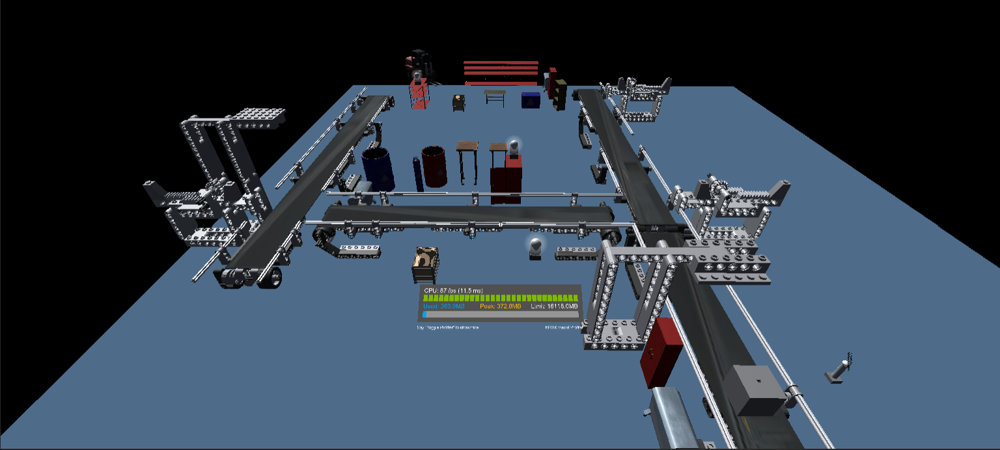 CPU: 87 fps (11.5 ms)
Used: 363.9MB Peak: 372.8MB Limit: 16118.0MB
Say "Toggle Profiler" to show/hide MRTK Visual Profiler